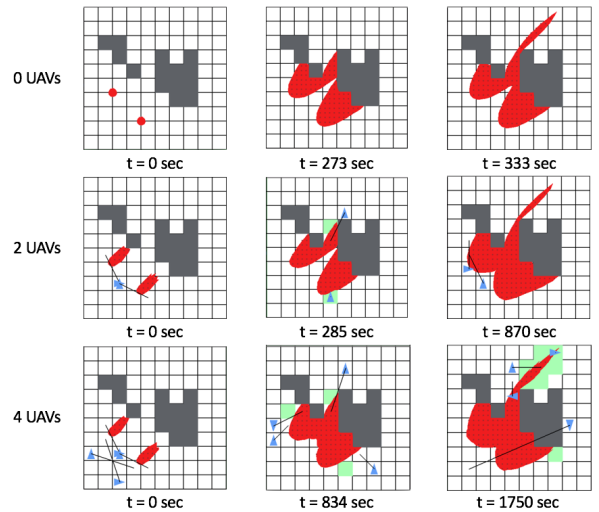 0 UAVs
t = 0 sec
t = 273 sec
t = 333 sec
2 UAVs
t = 0 sec
t = 285 sec
t = 870 sec
4 UAVs
t = 0 sec
t = 834 sec
t = 1750 sec